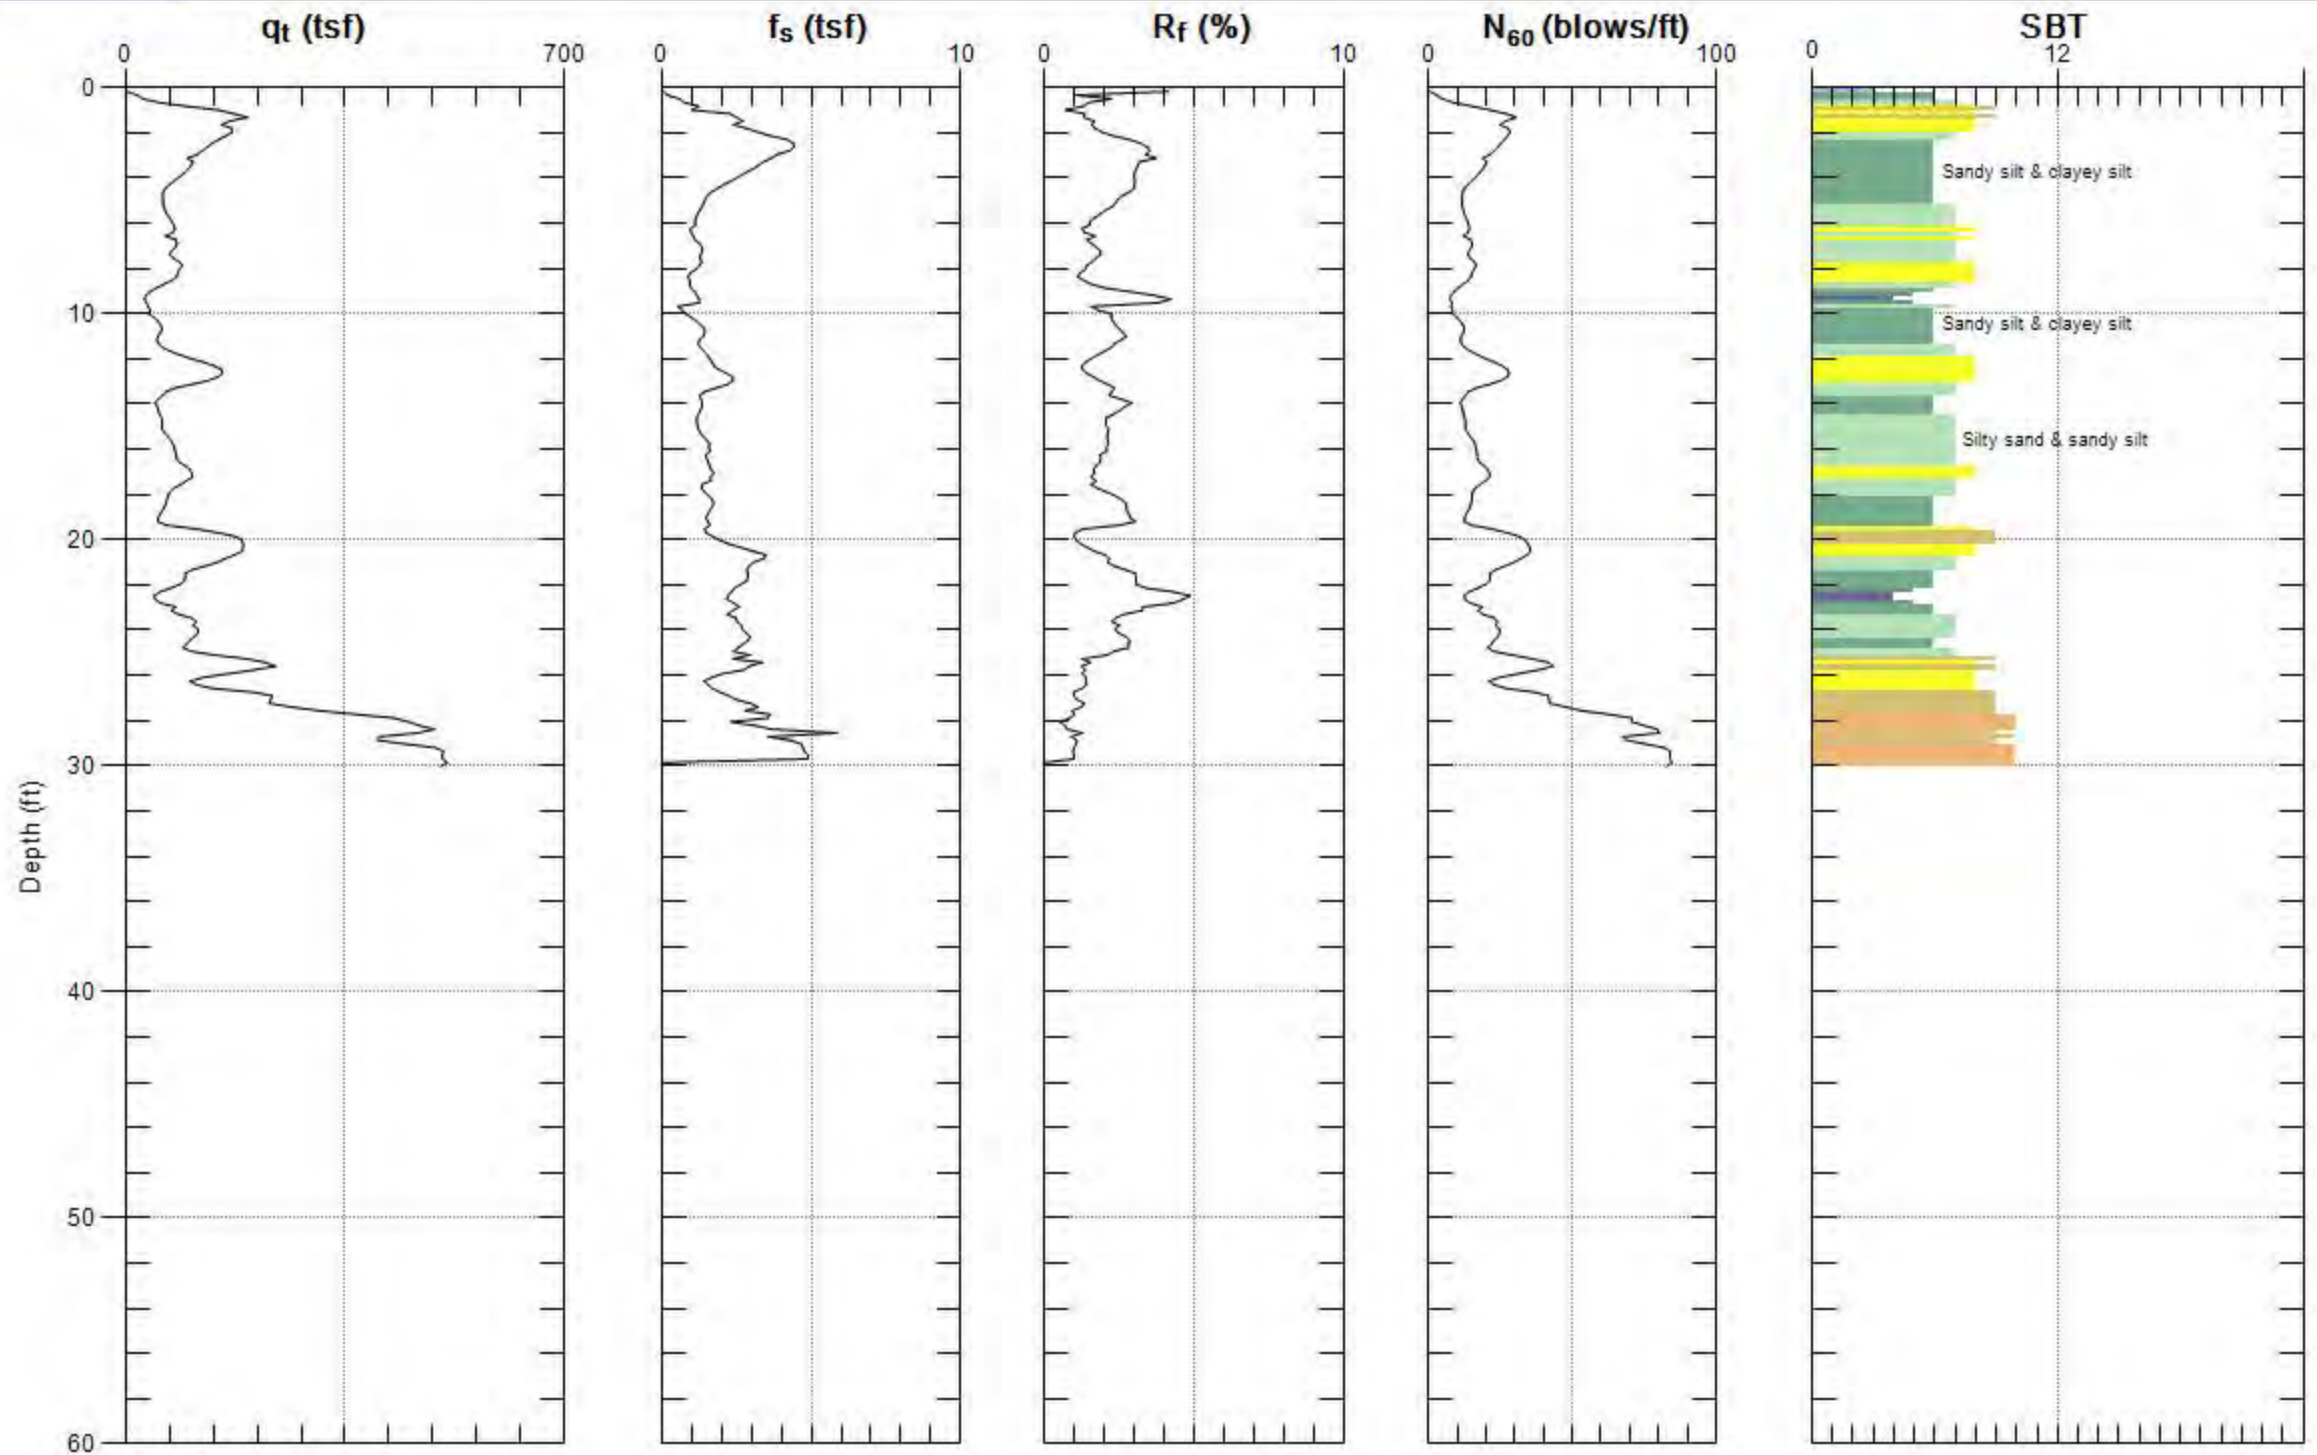 qt (tsf) fs (tsf) Rf (%) N60 (blows/ft) SBT
0 700 0 10 0 10 0 100 0 12
0
Sandy silt & clayey silt
10
Sandy silt & clayey silt
Silty sand & sandy silt
20
30
Depth (ft)
40
50
60